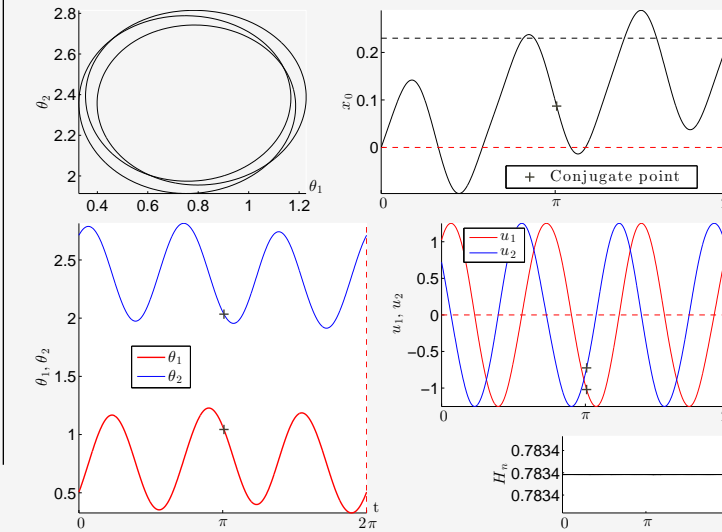 2.8
2.6
2.4
2.2
2
θ₂
θ₁
0.4 0.6 0.8 1 1.2
0.2
0.1
0
x₀
+ Conjugate point
0 π
2.5
2
1.5
1
0.5
θ₁, θ₂
θ₁
θ₂
0 π 2π
t
1
0.5
0
−0.5
−1
u₁, u₂
u₁
u₂
0 π
0.7834
0.7834
0.7834
Hₙ
0 π